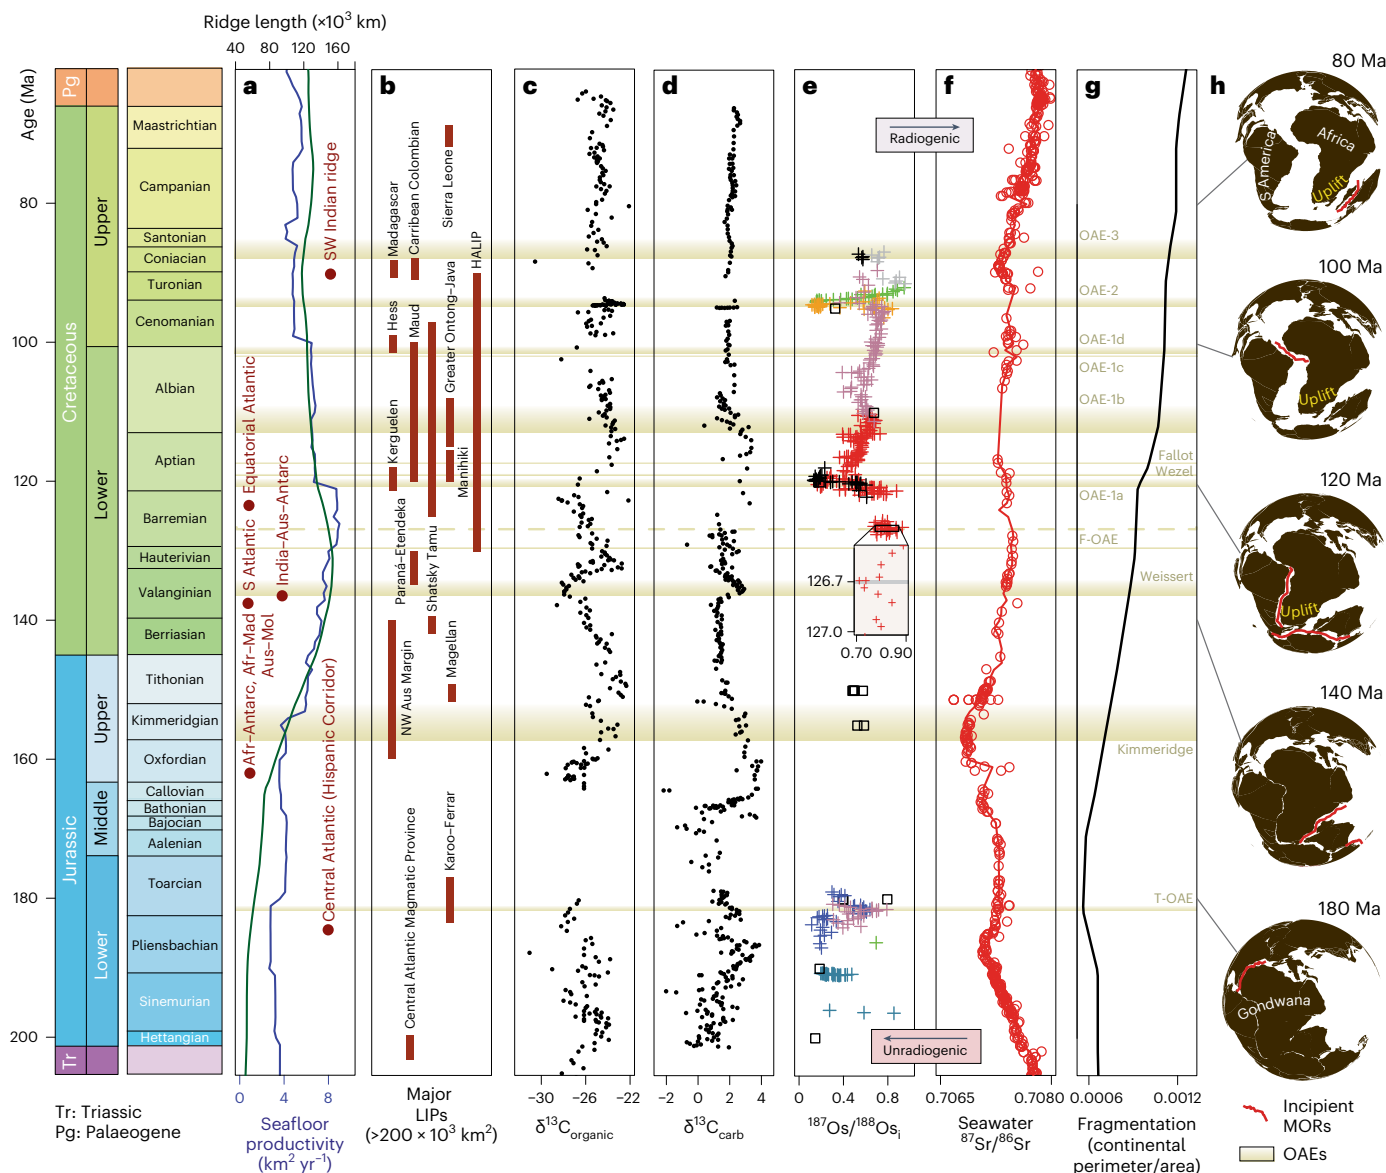 Ridge length (×10³ km)
40 80 120 160
Age (Ma)
80
100
120
140
160
180
200
Pg
Cretaceous
Jurassic
Tr
Upper
Lower
Upper
Middle
Lower
Maastrichtian
Campanian
Santonian
Coniacian
Turonian
Cenomanian
Albian
Aptian
Barremian
Hauterivian
Valanginian
Berriasian
Tithonian
Kimmeridgian
Oxfordian
Callovian
Bathonian
Bajocian
Aalenian
Toarcian
Pliensbachian
Sinemurian
Hettangian
Tr: Triassic
Pg: Palaeogene
a
SW Indian ridge
Equatorial Atlantic
S Atlantic
India–Aus–Antarc
Afr–Antarc, Afr–Mad
Aus–Mol
Central Atlantic (Hispanic Corridor)
0 4 8
Seafloor
productivity
(km² yr⁻¹)
b
Madagascar
Carribean Colombian
Sierra Leone
HALIP
Hess
Maud
Greater Ontong–Java
Kerguelen
Manihiki
Paraná–Etendeka
Shatsky Tamu
NW Aus Margin
Magellan
Central Atlantic Magmatic Province
Karoo–Ferrar
Major
LIPs
(>200 × 10³ km²)
c
−30 −26 −22
δ¹³Corganic
d
−4 −2 0 2 4
δ¹³Ccarb
e
Radiogenic
126.7
127.0
0.70 0.90
Unradiogenic
0 0.4 0.8
¹⁸⁷Os/¹⁸⁸Osi
f
0.7065 0.7080
Seawater
⁸⁷Sr/⁸⁶Sr
g
OAE-3
OAE-2
OAE-1d
OAE-1c
OAE-1b
Fallot
Wezel
OAE-1a
F-OAE
Weissert
Kimmeridge
T-OAE
0.0006 0.0012
Fragmentation
(continental
perimeter/area)
h
80 Ma
S America
Africa
Uplift
100 Ma
Uplift
120 Ma
Uplift
140 Ma
180 Ma
Gondwana
Incipient
MORs
OAEs